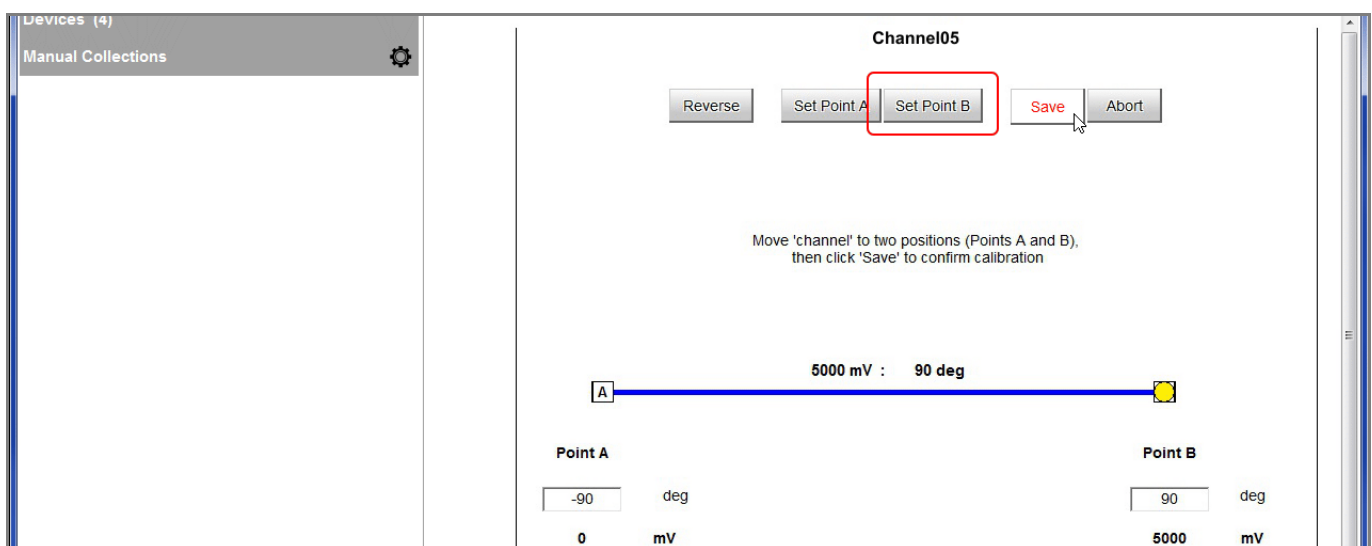 Devices (4)
Manual Collections
Channel05
Reverse Set Point A Set Point B Save Abort
Move 'channel' to two positions (Points A and B),
then click 'Save' to confirm calibration
5000 mV : 90 deg
A
Point A Point B
-90 deg 90 deg
0 mV 5000 mV